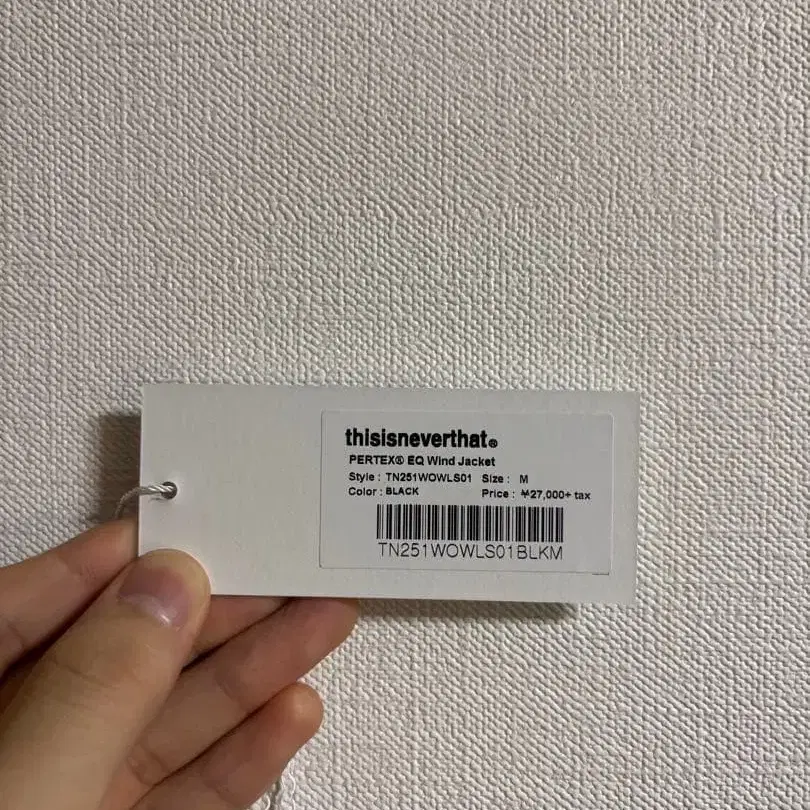 thisisneverthat®
PERTEX® EQ Wind Jacket
Style : TN251WOWLS01 Size : M
Color : BLACK Price : ¥27,000+ tax
TN251WOWLS01BLKM